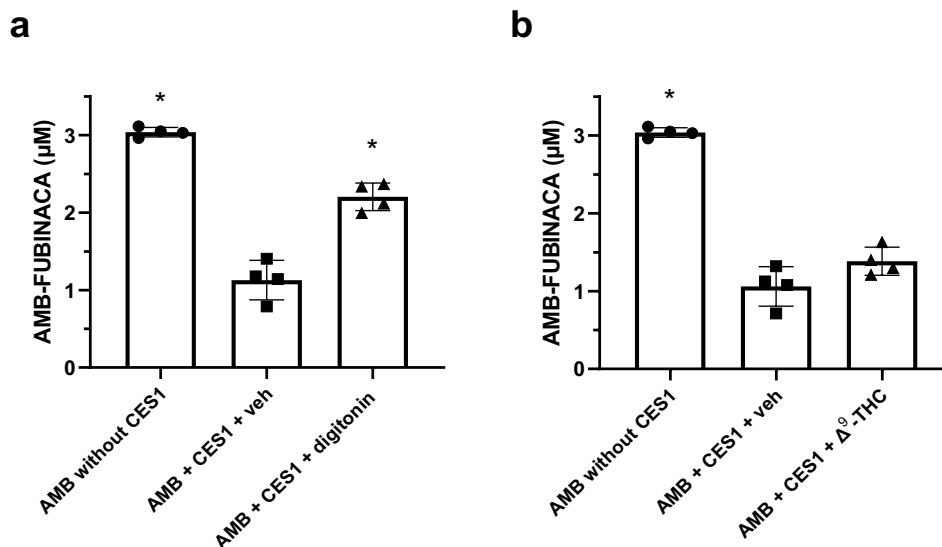 a
b
*
*
*
AMB-FUBINACA (µM)
3
2
1
0
AMB without CES1
AMB + CES1 + veh
AMB + CES1 + digitonin
AMB-FUBINACA (µM)
3
2
1
0
AMB without CES1
AMB + CES1 + veh
AMB + CES1 + Δ⁹-THC